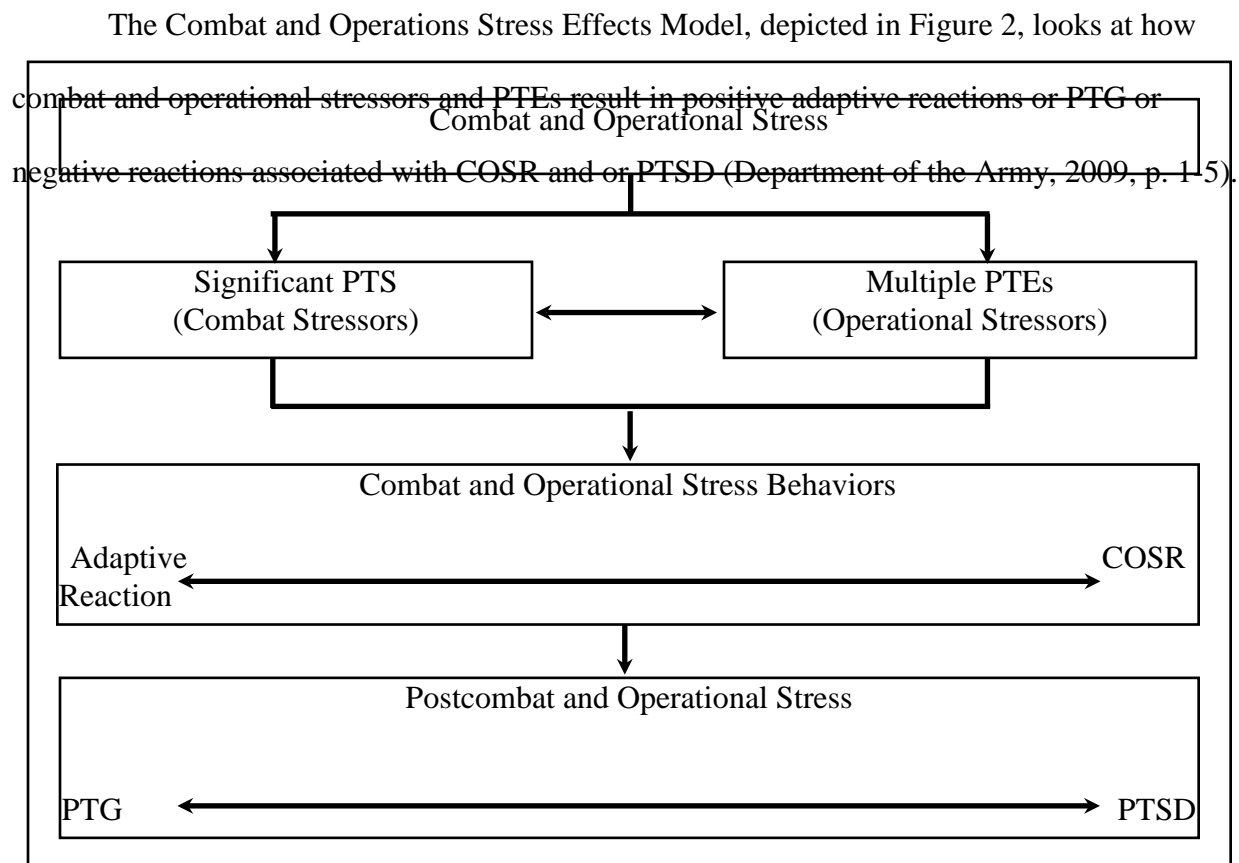 The Combat and Operations Stress Effects Model, depicted in Figure 2, looks at how
combat and operational stressors and PTEs result in positive adaptive reactions or PTG or
Combat and Operational Stress
negative reactions associated with COSR and or PTSD (Department of the Army, 2009, p. 1-5).
Significant PTS
(Combat Stressors)
Multiple PTEs
(Operational Stressors)
Combat and Operational Stress Behaviors
Adaptive
Reaction
COSR
Postcombat and Operational Stress
PTG
PTSD